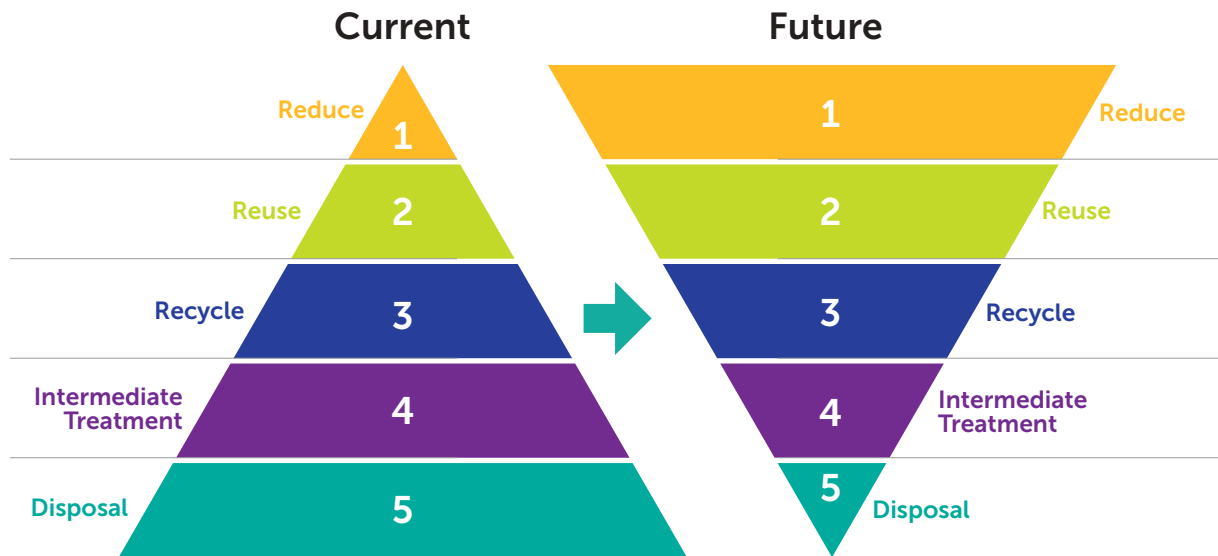 Current
Future
Reduce
1
1
Reduce
Reuse
2
2
Reuse
Recycle
3
3
Recycle
Intermediate
Treatment
4
4
Intermediate
Treatment
Disposal
5
5
Disposal